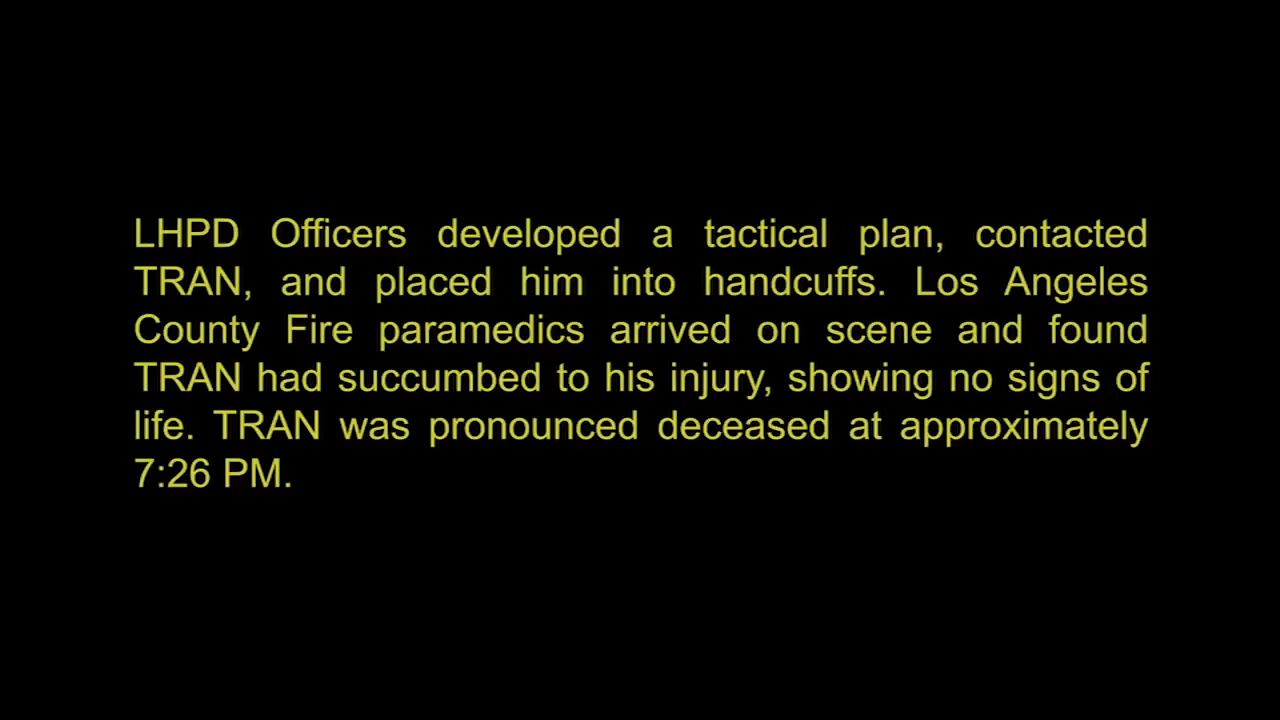 LHPD Officers developed a tactical plan, contacted
TRAN, and placed him into handcuffs. Los Angeles
County Fire paramedics arrived on scene and found
TRAN had succumbed to his injury, showing no signs of
life. TRAN was pronounced deceased at approximately
7:26 PM.